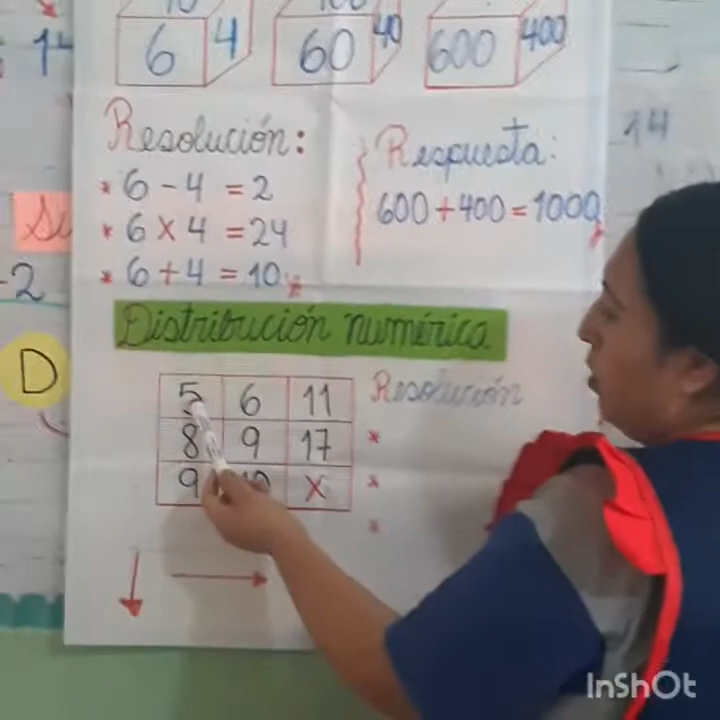 6 4
60 40
600 400
Resolución:
* 6 - 4 = 2
* 6 x 4 = 24
* 6 + 4 = 10
Respuesta:
600 + 400 = 1000
14
-2
D
Distribución numérica
5 6 11
8 9 17
9 10 x
Resolución
*
*
*
InShOt